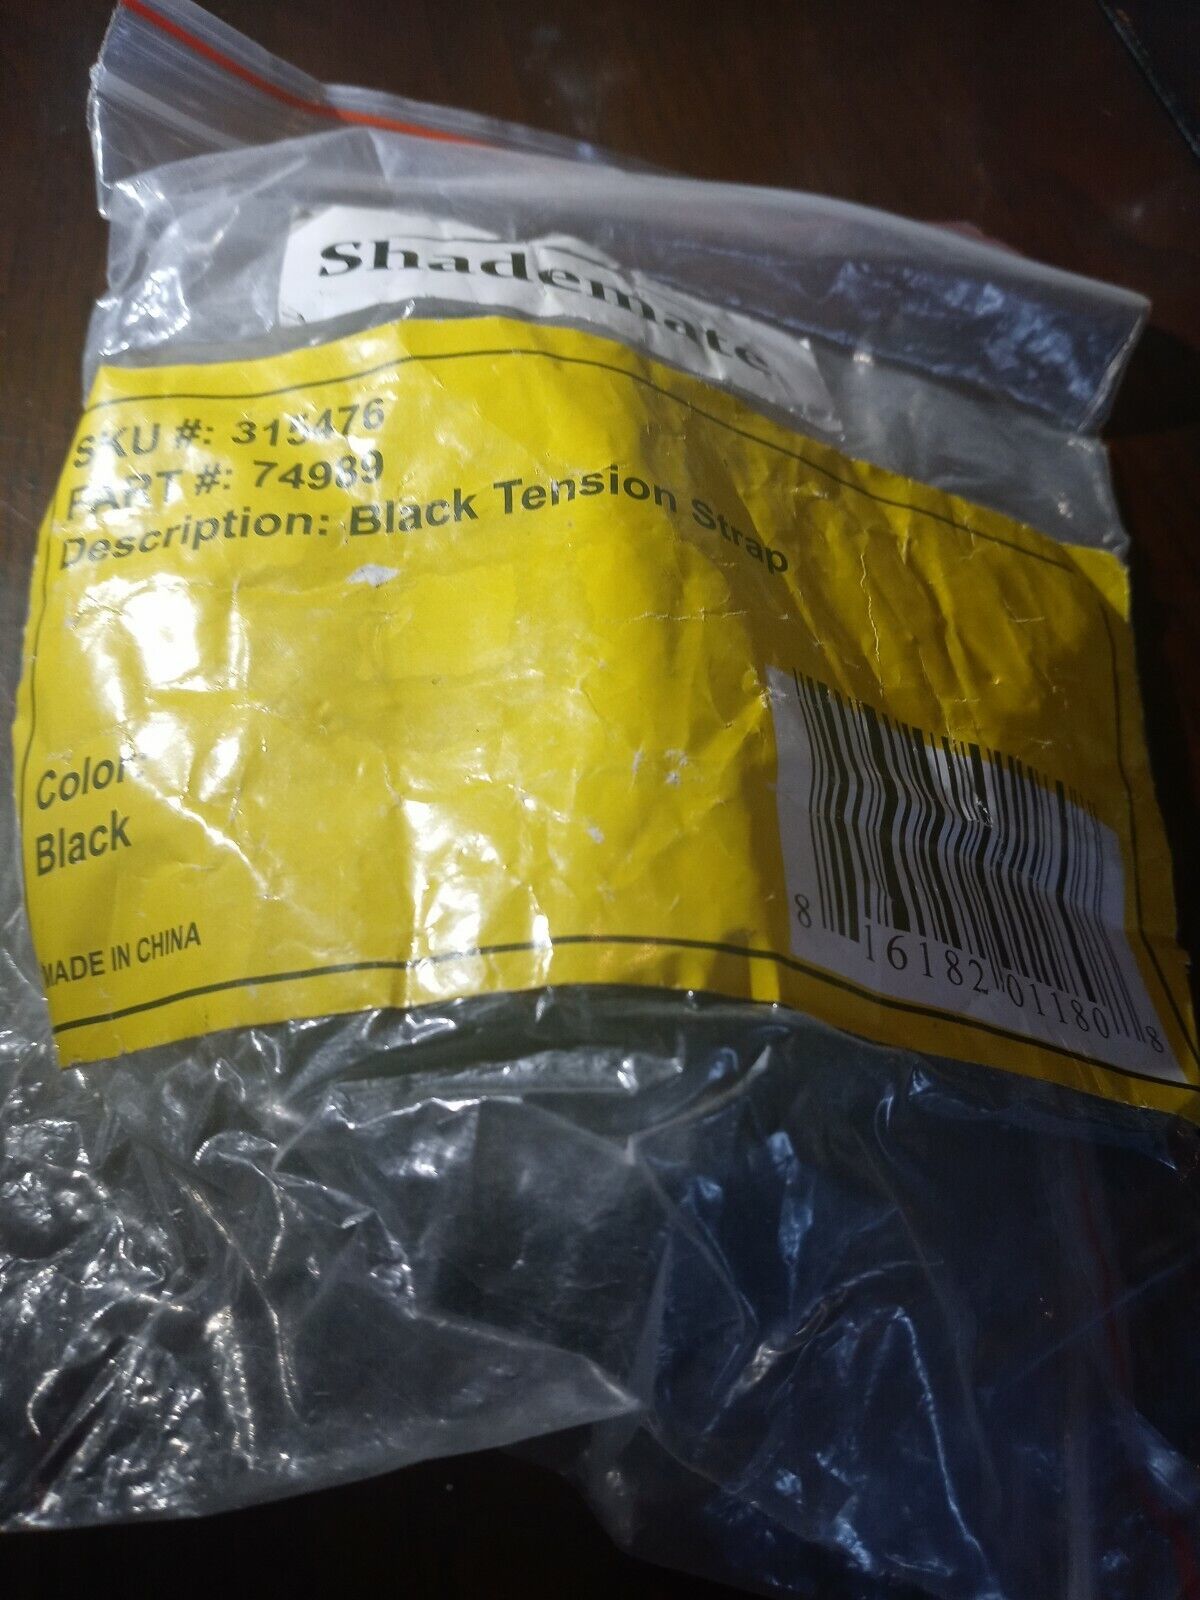 Shademate
SKU #: 315476
PART #: 74989
Description: Black Tension Strap
Color:
Black
MADE IN CHINA
8 16182 01180 8